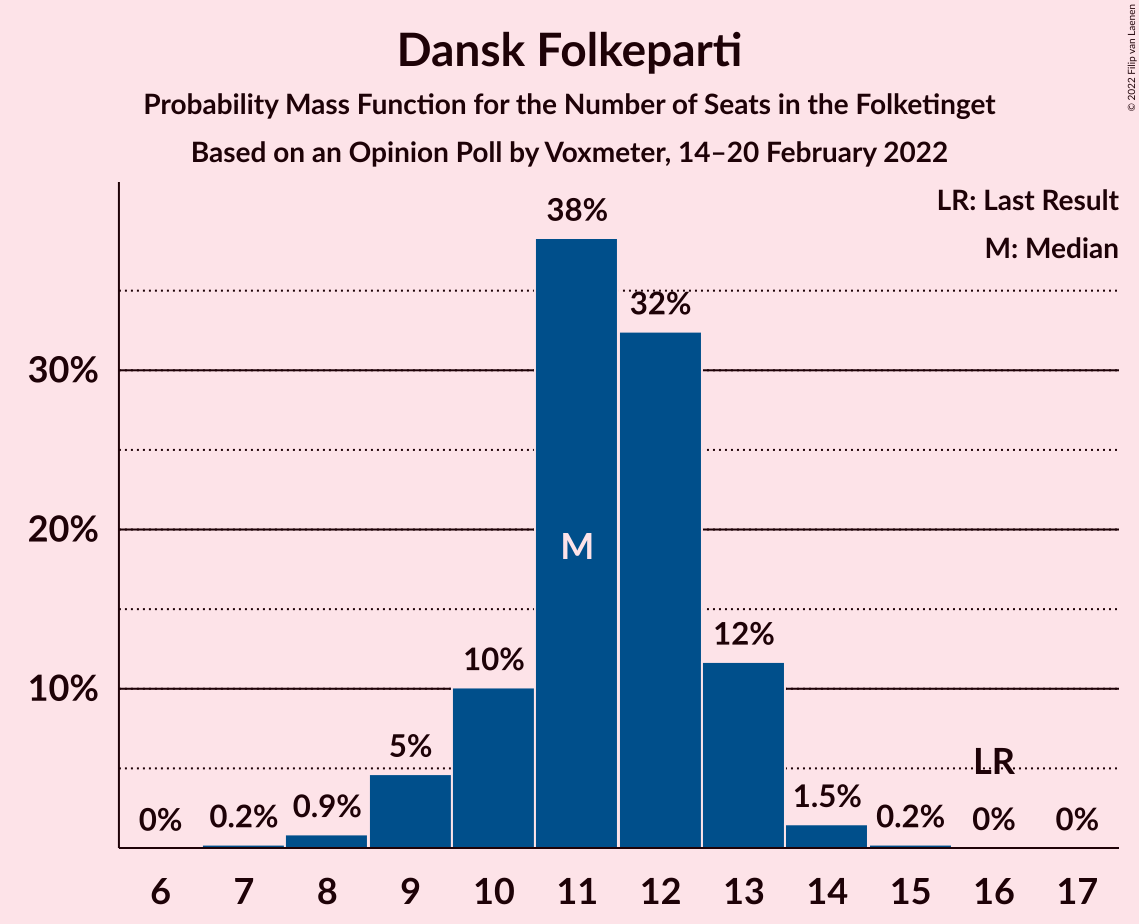 Dansk Folkeparti
Probability Mass Function for the Number of Seats in the Folketinget
Based on an Opinion Poll by Voxmeter, 14–20 February 2022
© 2022 Filip van Laenen
LR: Last Result
M: Median
38%
32%
30%
20%
M
12%
10%
10%
5%
LR
0%
0.2%
0.9%
1.5%
0.2%
0%
0%
6 7 8 9 10 11 12 13 14 15 16 17